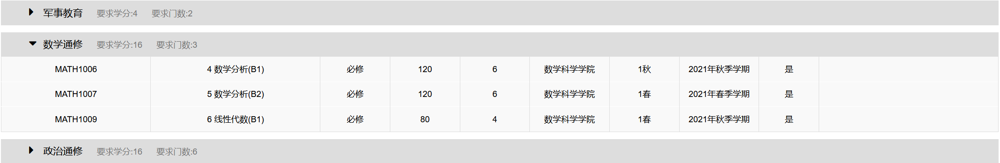 军事教育 要求学分:4 要求门数:2
数学通修 要求学分:16 要求门数:3
MATH1006 4 数学分析(B1) 必修 120 6 数学科学学院 1秋 2021年秋季学期 是
MATH1007 5 数学分析(B2) 必修 120 6 数学科学学院 1春 2021年春季学期 是
MATH1009 6 线性代数(B1) 必修 80 4 数学科学学院 1春 2021年秋季学期 是
政治通修 要求学分:16 要求门数:6